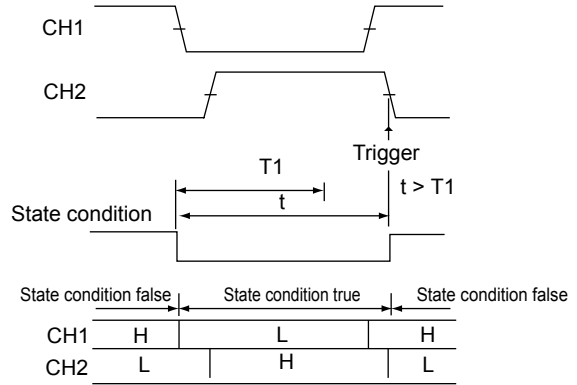 CH1
CH2
Trigger
T1
t > T1
t
State condition
State condition false State condition true State condition false
CH1 H L H
CH2 L H L